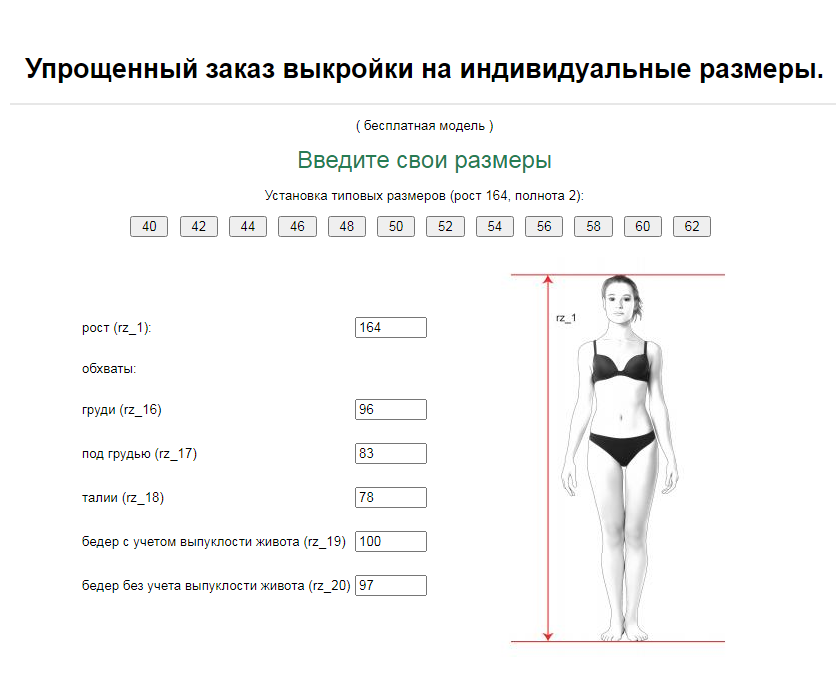 Упрощенный заказ выкройки на индивидуальные размеры.
( бесплатная модель )
Введите свои размеры
Установка типовых размеров (рост 164, полнота 2):
40 42 44 46 48 50 52 54 56 58 60 62
rz_1
рост (rz_1): 164
обхваты:
груди (rz_16) 96
под грудью (rz_17) 83
талии (rz_18) 78
бедер с учетом выпуклости живота (rz_19) 100
бедер без учета выпуклости живота (rz_20) 97